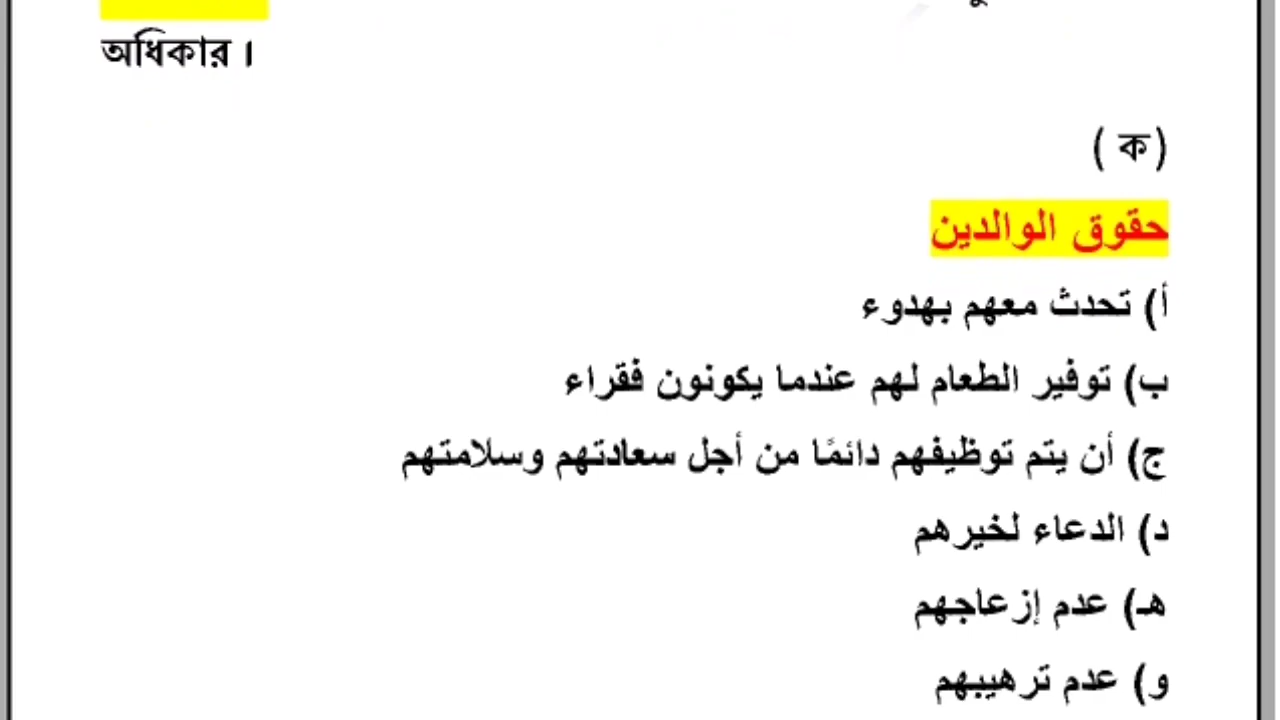 অধিকার ।
( ক )
حقوق الوالدين
أ) تحدث معهم بهدوء
ب) توفير الطعام لهم عندما يكونون فقراء
ج) أن يتم توظيفهم دائمًا من أجل سعادتهم وسلامتهم
د) الدعاء لخيرهم
هـ) عدم إزعاجهم
و) عدم ترهيبهم